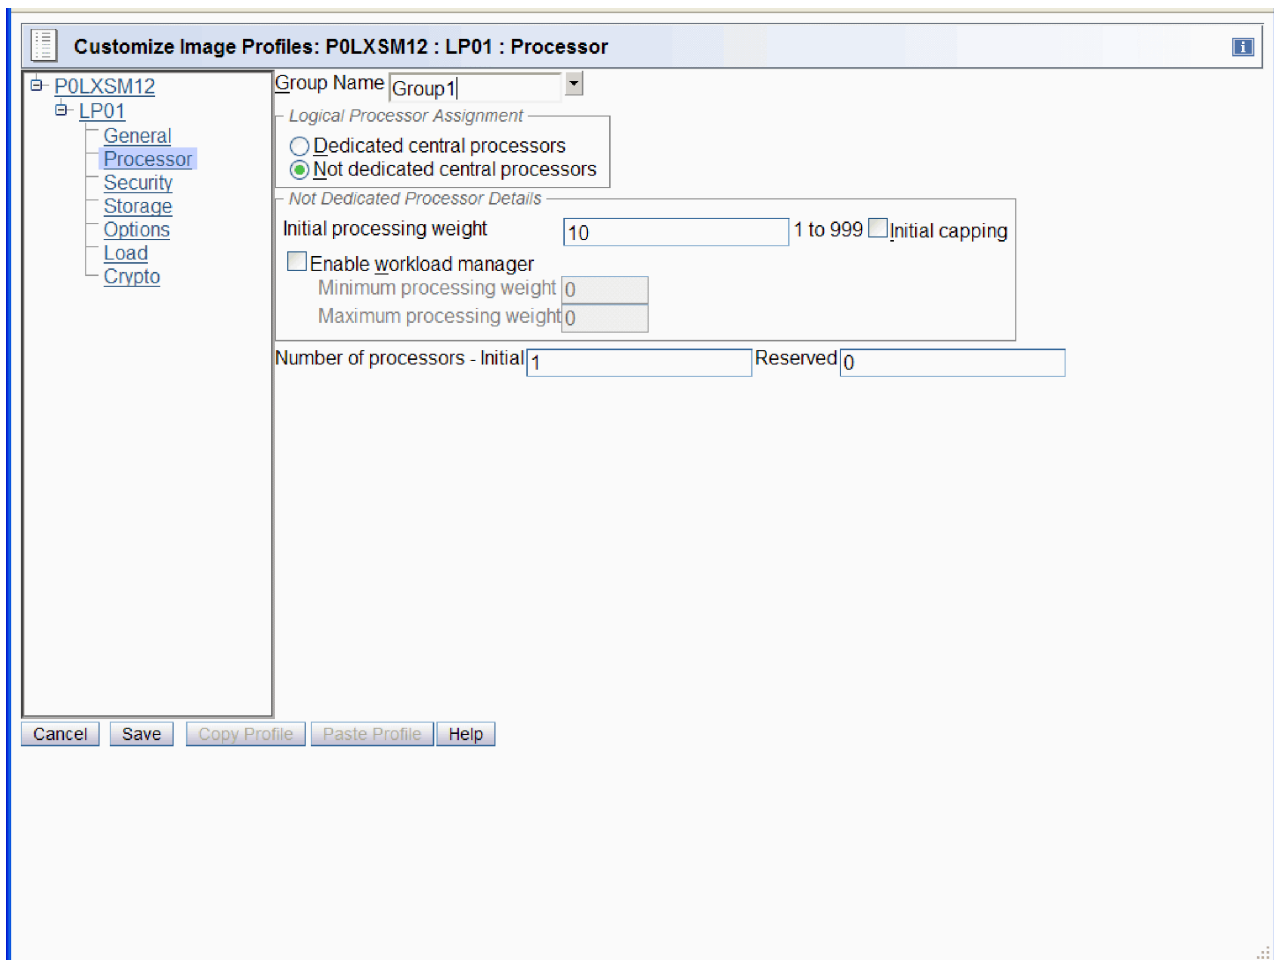 Customize Image Profiles: P0LXSM12 : LP01 : Processor
i
P0LXSM12
LP01
General
Processor
Security
Storage
Options
Load
Crypto
Group Name Group1
Logical Processor Assignment
Dedicated central processors
Not dedicated central processors
Not Dedicated Processor Details
Initial processing weight 10 1 to 999 Initial capping
Enable workload manager
Minimum processing weight 0
Maximum processing weight 0
Number of processors - Initial 1 Reserved 0
Cancel Save Copy Profile Paste Profile Help